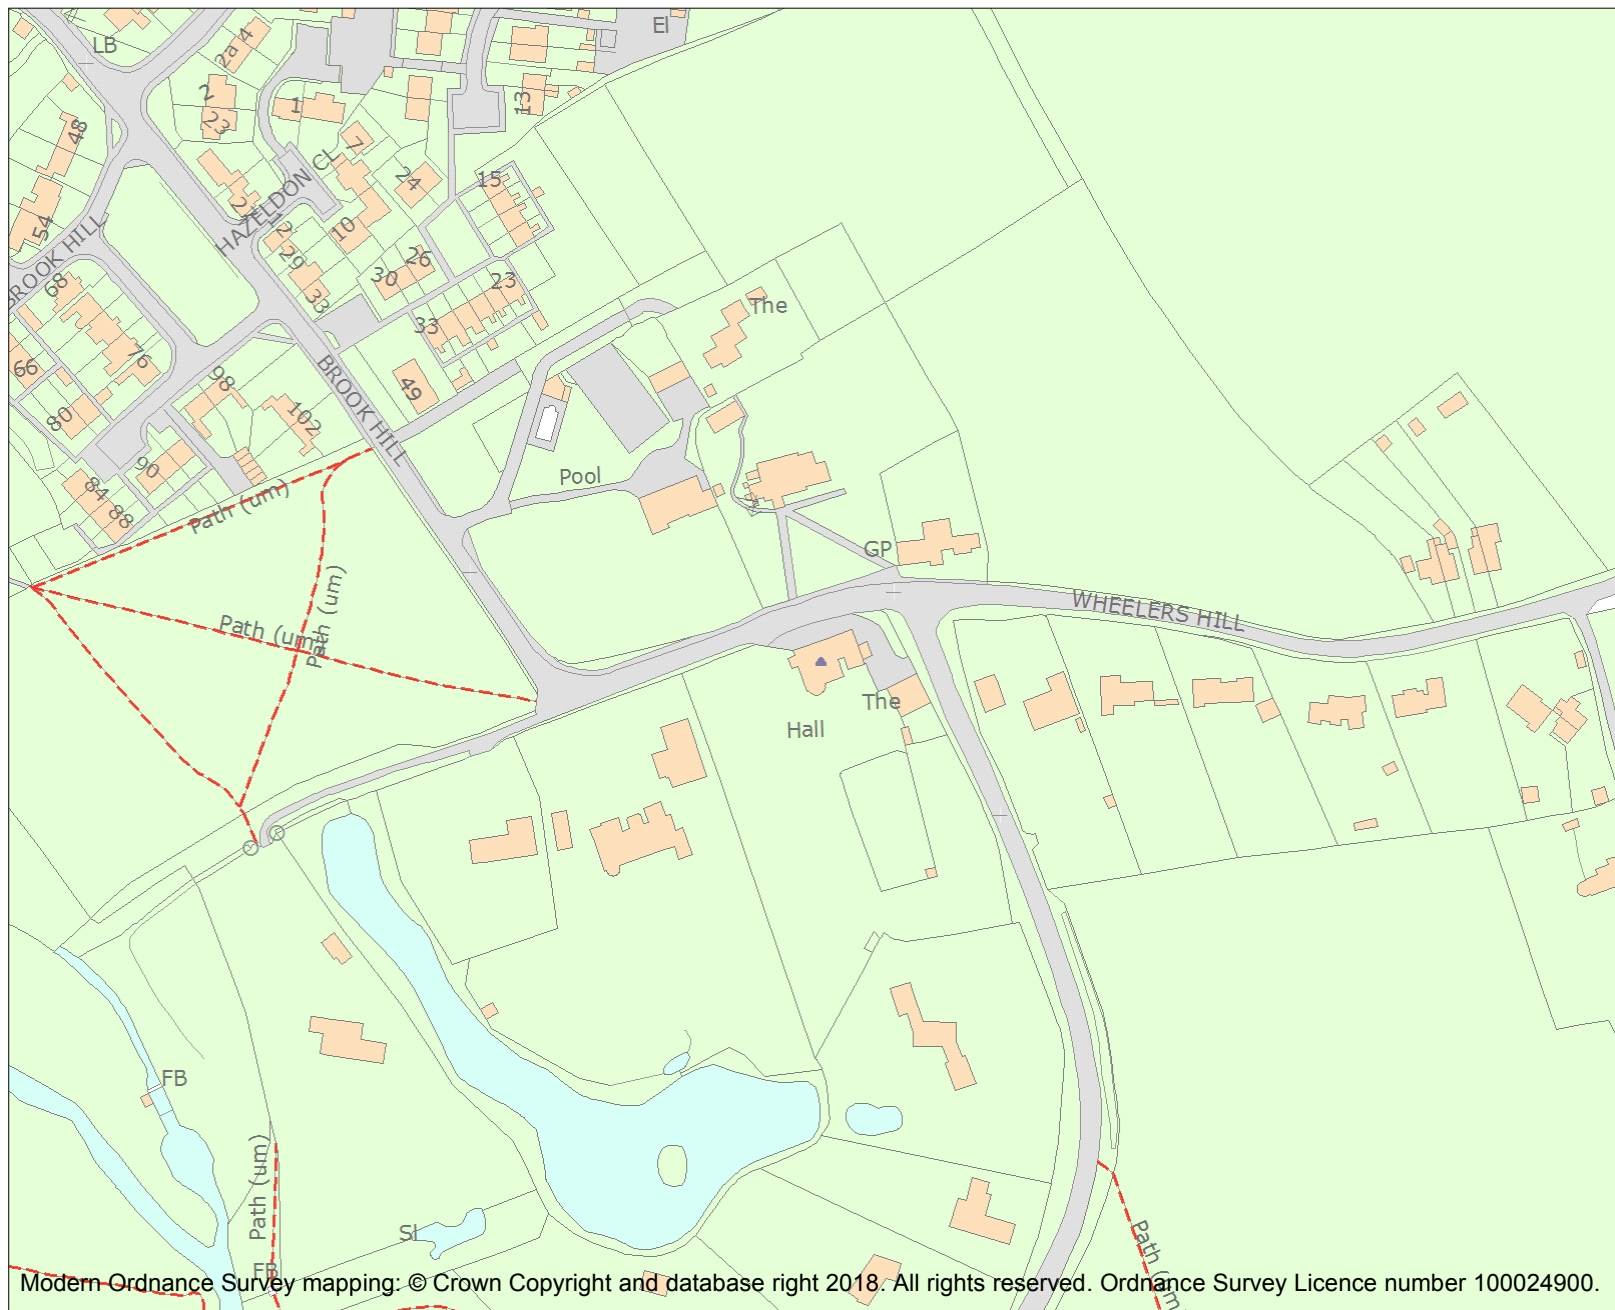 LB
El
2a 4
2
23
1
13
48
7
24
15
54
HAZELDON CL
2
2
10
29
26
30
23
33
BROOK HILL
68
33
The
76
66
98
49
BROOK HILL
80
102
90
84
88
Pool
Path (um)
GP
Path (um)
Path (um)
WHEELERS HILL
The
Hall
FB
Path (um)
Sl
FB
Path (um
Modern Ordnance Survey mapping: © Crown Copyright and database right 2018. All rights reserved. Ordnance Survey Licence number 100024900.